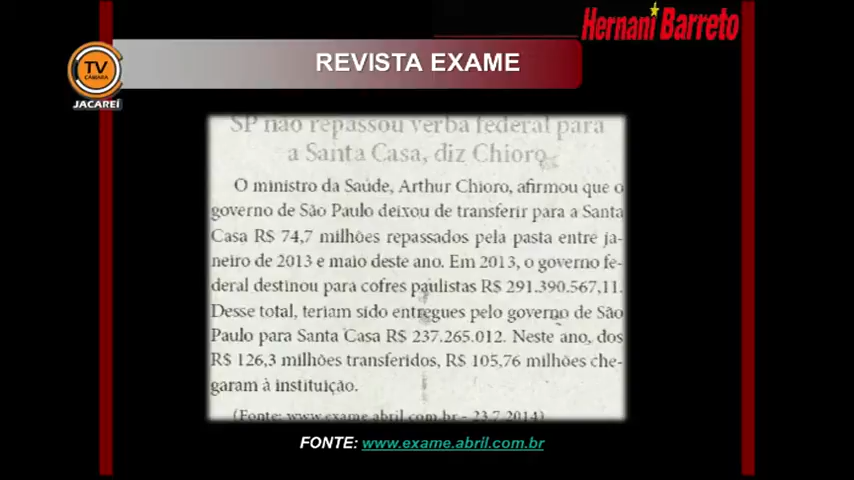 Hernani Barreto
REVISTA EXAME
TV
CÂMARA
JACAREÍ
SP não repassou verba federal para
a Santa Casa, diz Chioro
O ministro da Saúde, Arthur Chioro, afirmou que o
governo de São Paulo deixou de transferir para a Santa
Casa R$ 74,7 milhões repassados pela pasta entre ja-
neiro de 2013 e maio deste ano. Em 2013, o governo fe-
deral destinou para cofres paulistas R$ 291.390.567,11.
Desse total, teriam sido entregues pelo governo de São
Paulo para Santa Casa R$ 237.265.012. Neste ano, dos
R$ 126,3 milhões transferidos, R$ 105,76 milhões che-
garam à instituição.
(Fonte: www.exame.abril.com.br - 23.7.2014)
FONTE: www.exame.abril.com.br